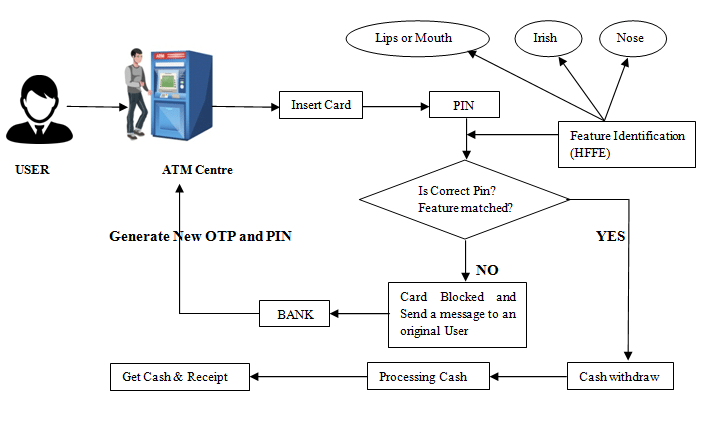 Lips or Mouth
Irish
Nose
Insert Card
PIN
Feature Identification
(HFFE)
USER
ATM Centre
Is Correct Pin?
Feature matched?
Generate New OTP and PIN
YES
NO
Card Blocked and
Send a message to an
original User
BANK
Get Cash & Receipt
Processing Cash
Cash withdraw